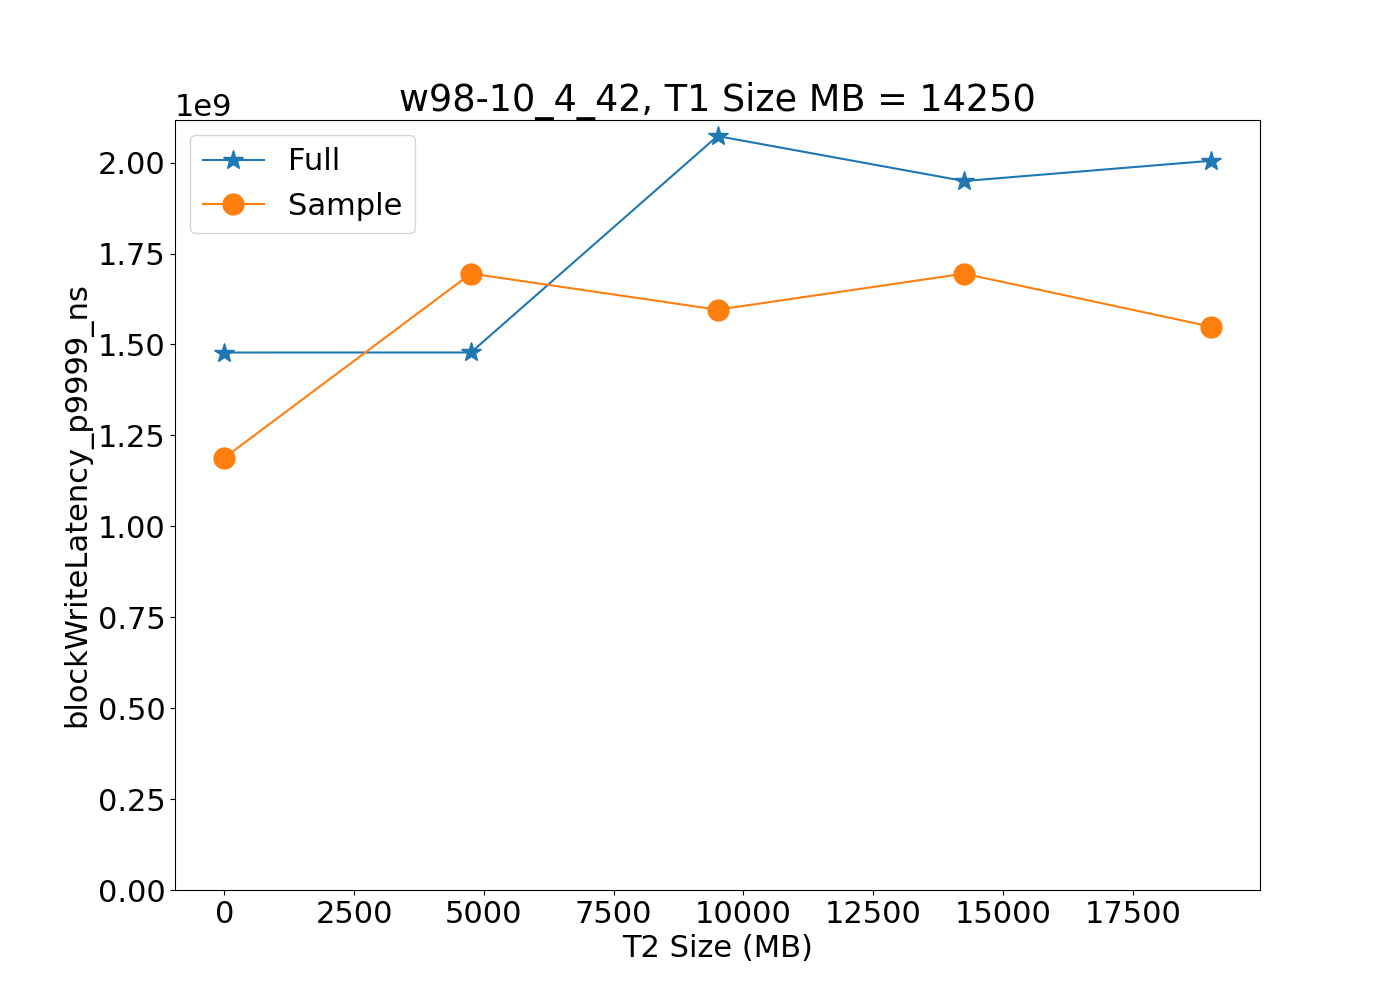 1e9
w98-10_4_42, T1 Size MB = 14250
Full
Sample
2.00
1.75
1.50
1.25
1.00
0.75
0.50
0.25
0.00
blockWriteLatency_p9999_ns
0 2500 5000 7500 10000 12500 15000 17500
T2 Size (MB)